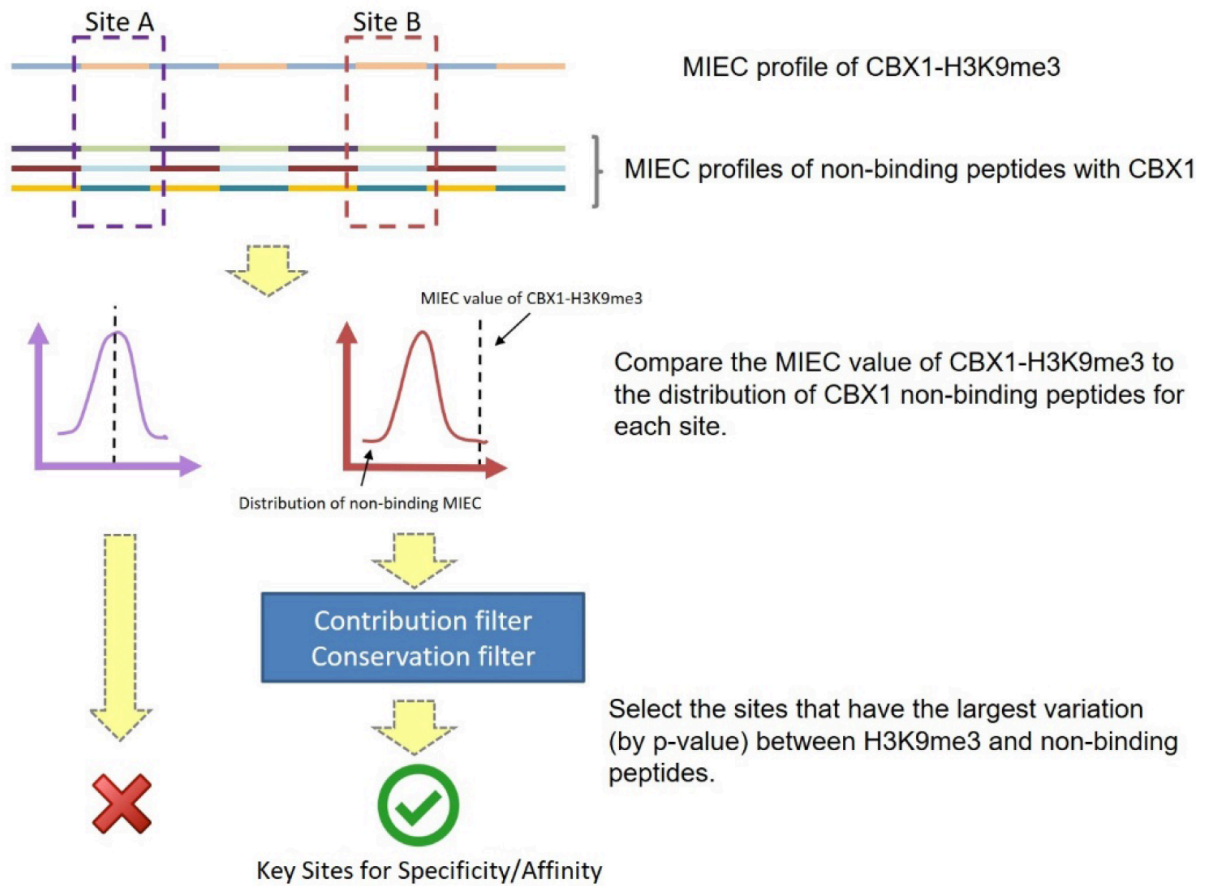 Site A
Site B
MIEC profile of CBX1-H3K9me3
MIEC profiles of non-binding peptides with CBX1
MIEC value of CBX1-H3K9me3
Compare the MIEC value of CBX1-H3K9me3 to
the distribution of CBX1 non-binding peptides for
each site.
Distribution of non-binding MIEC
Contribution filter
Conservation filter
Select the sites that have the largest variation
(by p-value) between H3K9me3 and non-binding
peptides.
Key Sites for Specificity/Affinity